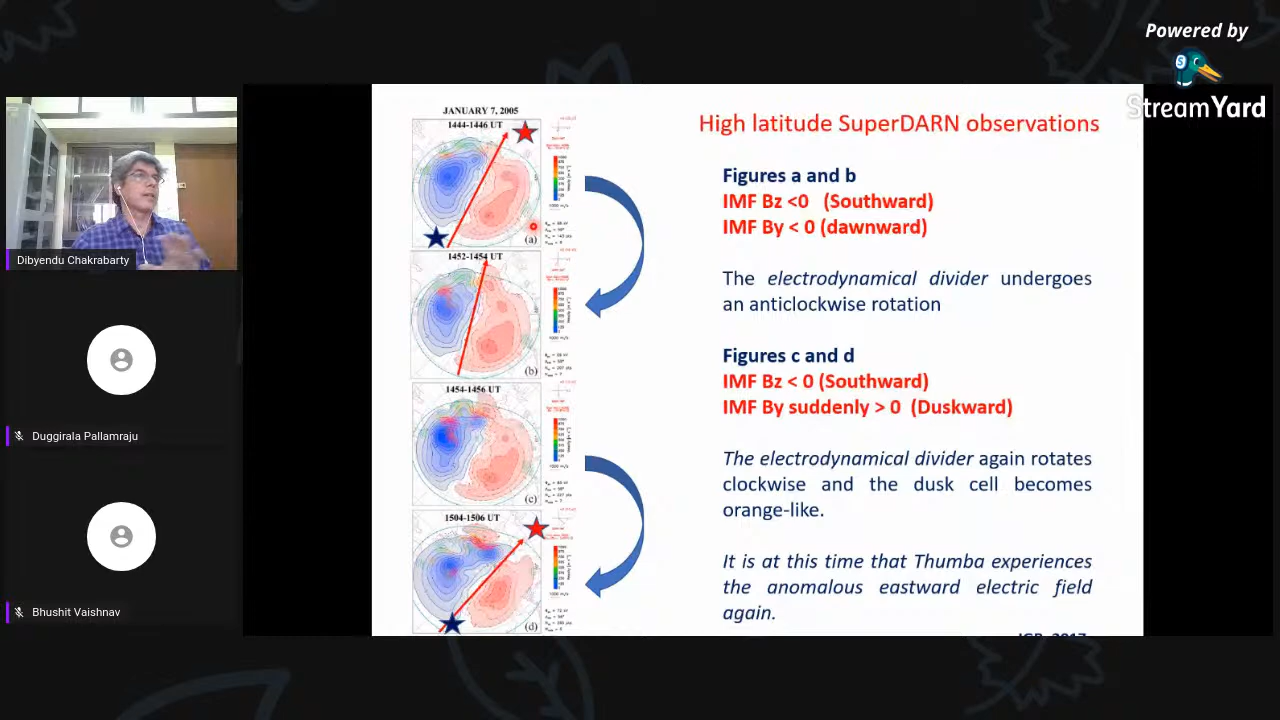 Powered by
StreamYard
Dibyendu Chakrabarty
Duggirala Pallamraju
Bhushit Vaishnav
JANUARY 7, 2005
1444-1446 UT
(a)
1452-1454 UT
(b)
1454-1456 UT
(c)
1504-1506 UT
(d)
High latitude SuperDARN observations
Figures a and b
IMF Bz <0 (Southward)
IMF By < 0 (dawnward)
The electrodynamical divider undergoes
an anticlockwise rotation
Figures c and d
IMF Bz < 0 (Southward)
IMF By suddenly > 0 (Duskward)
The electrodynamical divider again rotates
clockwise and the dusk cell becomes
orange-like.
It is at this time that Thumba experiences
the anomalous eastward electric field
again.